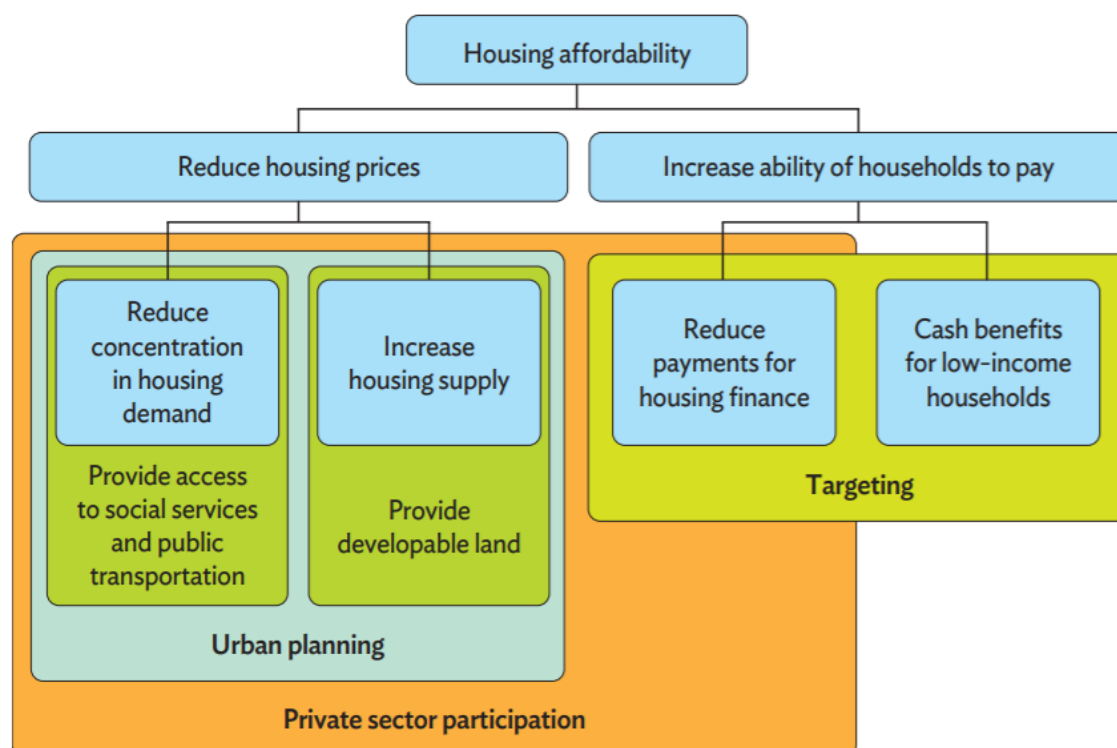 Housing affordability
Reduce housing prices
Increase ability of households to pay
Reduce
concentration
in housing
demand
Increase
housing supply
Reduce
payments for
housing finance
Cash benefits
for low-income
households
Provide access
to social services
and public
transportation
Provide
developable land
Targeting
Urban planning
Private sector participation